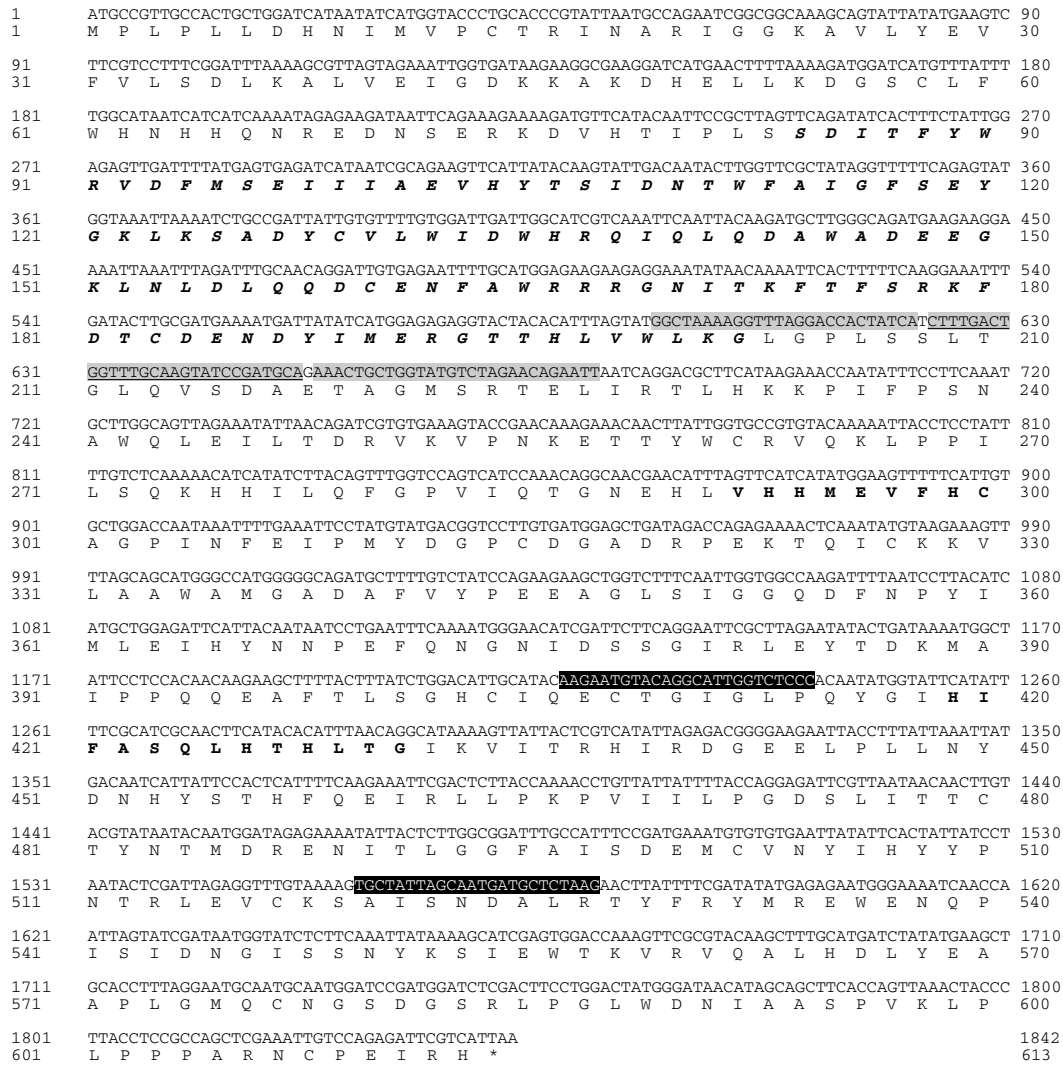 1 ATGCCGTTGCCACTGCTGGATCATAATATCATGGTACCCTGCACCCGTATTAATGCCAGAATCGGCGGCAAAGCAGTATTATATGAAGTC 90
1 M P L P L L D H N I M V P C T R I N A R I G G K A V L Y E V 30
91 TTCGTCCTTTCGGATTTAAAAGCGTTAGTAGAAATTGGTGATAAGAAGGCGAAGGATCATGAACTTTTAAAAGATGGATCATGTTTATTT 180
31 F V L S D L K A L V E I G D K K A K D H E L L K D G S C L F 60
181 TGGCATAATCATCATCAAAATAGAGAAGATAATTCAGAAAGAAAAGATGTTCATACAATTCCGCTTAGTTCAGATATCACTTTCTATTGG 270
61 W H N H H Q N R E D N S E R K D V H T I P L S S D I T F Y W 90
271 AGAGTTGATTTTATGAGTGAGATCATAATCGCAGAAGTTCATTATACAAGTATTGACAATACTTGGTTCGCTATAGGTTTTTCAGAGTAT 360
91 R V D F M S E I I I A E V H Y T S I D N T W F A I G F S E Y 120
361 GGTAAATTAAAATCTGCCGATTATTGTGTTTTGTGGATTGATTGGCATCGTCAAATTCAATTACAAGATGCTTGGGCAGATGAAGAAGGA 450
121 G K L K S A D Y C V L W I D W H R Q I Q L Q D A W A D E E G 150
451 AAATTAAATTTAGATTTGCAACAGGATTGTGAGAATTTTGCATGGAGAAGAAGAGGAAATATAACAAAATTCACTTTTTCAAGGAAATTT 540
151 K L N L D L Q Q D C E N F A W R R R G N I T K F T F S R K F 180
541 GATACTTGCGATGAAAATGATTATATCATGGAGAGAGGTACTACACATTTAGTATGGCTAAAAGGTTTAGGACCACTATCATCTTTGACT 630
181 D T C D E N D Y I M E R G T T H L V W L K G L G P L S S L T 210
631 GGTTTGCAAGTATCCGATGCAGAAACTGCTGGTATGTCTAGAACAGAATTAATCAGGACGCTTCATAAGAAACCAATATTTCCTTCAAAT 720
211 G L Q V S D A E T A G M S R T E L I R T L H K K P I F P S N 240
721 GCTTGGCAGTTAGAAATATTAACAGATCGTGTGAAAGTACCGAACAAAGAAACAACTTATTGGTGCCGTGTACAAAAATTACCTCCTATT 810
241 A W Q L E I L T D R V K V P N K E T T Y W C R V Q K L P P I 270
811 TTGTCTCAAAAACATCATATCTTACAGTTTGGTCCAGTCATCCAAACAGGCAACGAACATTTAGTTCATCATATGGAAGTTTTTCATTGT 900
271 L S Q K H H I L Q F G P V I Q T G N E H L V H H M E V F H C 300
901 GCTGGACCAATAAATTTTGAAATTCCTATGTATGACGGTCCTTGTGATGGAGCTGATAGACCAGAGAAAACTCAAATATGTAAGAAAGTT 990
301 A G P I N F E I P M Y D G P C D G A D R P E K T Q I C K K V 330
991 TTAGCAGCATGGGCCATGGGGGCAGATGCTTTTGTCTATCCAGAAGAAGCTGGTCTTTCAATTGGTGGCCAAGATTTTAATCCTTACATC 1080
331 L A A W A M G A D A F V Y P E E A G L S I G G Q D F N P Y I 360
1081 ATGCTGGAGATTCATTACAATAATCCTGAATTTCAAAATGGGAACATCGATTCTTCAGGAATTCGCTTAGAATATACTGATAAAATGGCT 1170
361 M L E I H Y N N P E F Q N G N I D S S G I R L E Y T D K M A 390
1171 ATTCCTCCACAACAAGAAGCTTTTACTTTATCTGGACATTGCATACAAGAATGTACAGGCATTGGTCTCCCACAATATGGTATTCATATT 1260
391 I P P Q Q E A F T L S G H C I Q E C T G I G L P Q Y G I H I 420
1261 TTCGCATCGCAACTTCATACACATTTAACAGGTATAAAAGTTATTACTCGTCATATTAGAGACGGGGAAGAATTACCTTTATTAAATTAT 1350
421 F A S Q L H T H L T G I K V I T R H I R D G E E L P L L N Y 450
1351 GACAATCATTATTCCACTCATTTTCAAGAAATTCGACTCTTACCAAAACCTGTTATTATTTTACCAGGAGATTCGTTAATAACAACTTGT 1440
451 D N H Y S T H F Q E I R L L P K P V I I L P G D S L I T T C 480
1441 ACGTATAATACAATGGATAGAGAAAATATTACTCTTGGCGGATTTGCCATTTCCGATGAAATGTGTGTGAATTATATTCACTATTATCCT 1530
481 T Y N T M D R E N I T L G G F A I S D E M C V N Y I H Y Y P 510
1531 AATACTCGATTAGAGGTTTGTAAAAGTGCTATTAGCAATGATGCTCTAAGAACTTATTTTCGATATATGAGAGAATGGGAAAATCAACCA 1620
511 N T R L E V C K S A I S N D A L R T Y F R Y M R E W E N Q P 540
1621 ATTAGTATCGATAATGGTATCTCTTCAAATTATAAAAGCATCGAGTGGACCAAAGTTCGCGTACAAGCTTTGCATGATCTATATGAAGCT 1710
541 I S I D N G I S S N Y K S I E W T K V R V Q A L H D L Y E A 570
1711 GCACCTTTAGGAATGCAATGCAATGGATCCGATGGATCTCGACTTCCTGGACTATGGGATAACATAGCAGCTTCACCAGTTAAACTACCC 1800
571 A P L G M Q C N G S D G S R L P G L W D N I A A S P V K L P 600
1801 TTACCTCCGCCAGCTCGAAATTGTCCAGAGATTCGTCATTAA 1842
601 L P P P A R N C P E I R H * 613